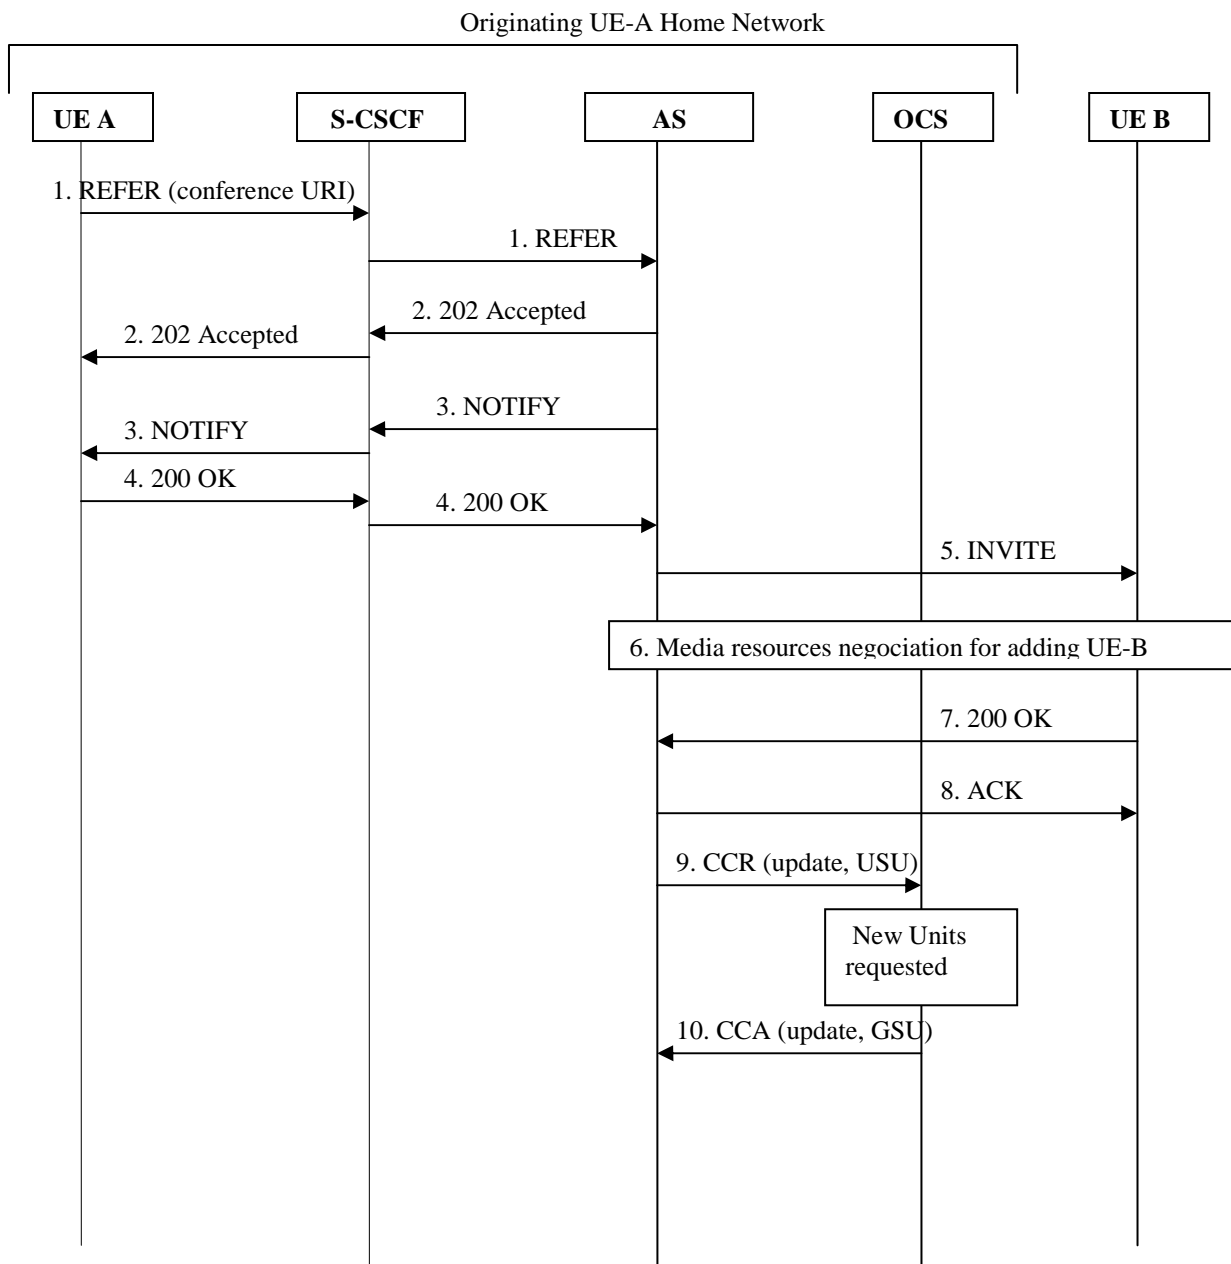 Originating UE-A Home Network
UE A
S-CSCF
AS
OCS
UE B
1. REFER (conference URI)
1. REFER
2. 202 Accepted
2. 202 Accepted
3. NOTIFY
3. NOTIFY
4. 200 OK
4. 200 OK
5. INVITE
6. Media resources negociation for adding UE-B
7. 200 OK
8. ACK
9. CCR (update, USU)
New Units
requested
10. CCA (update, GSU)